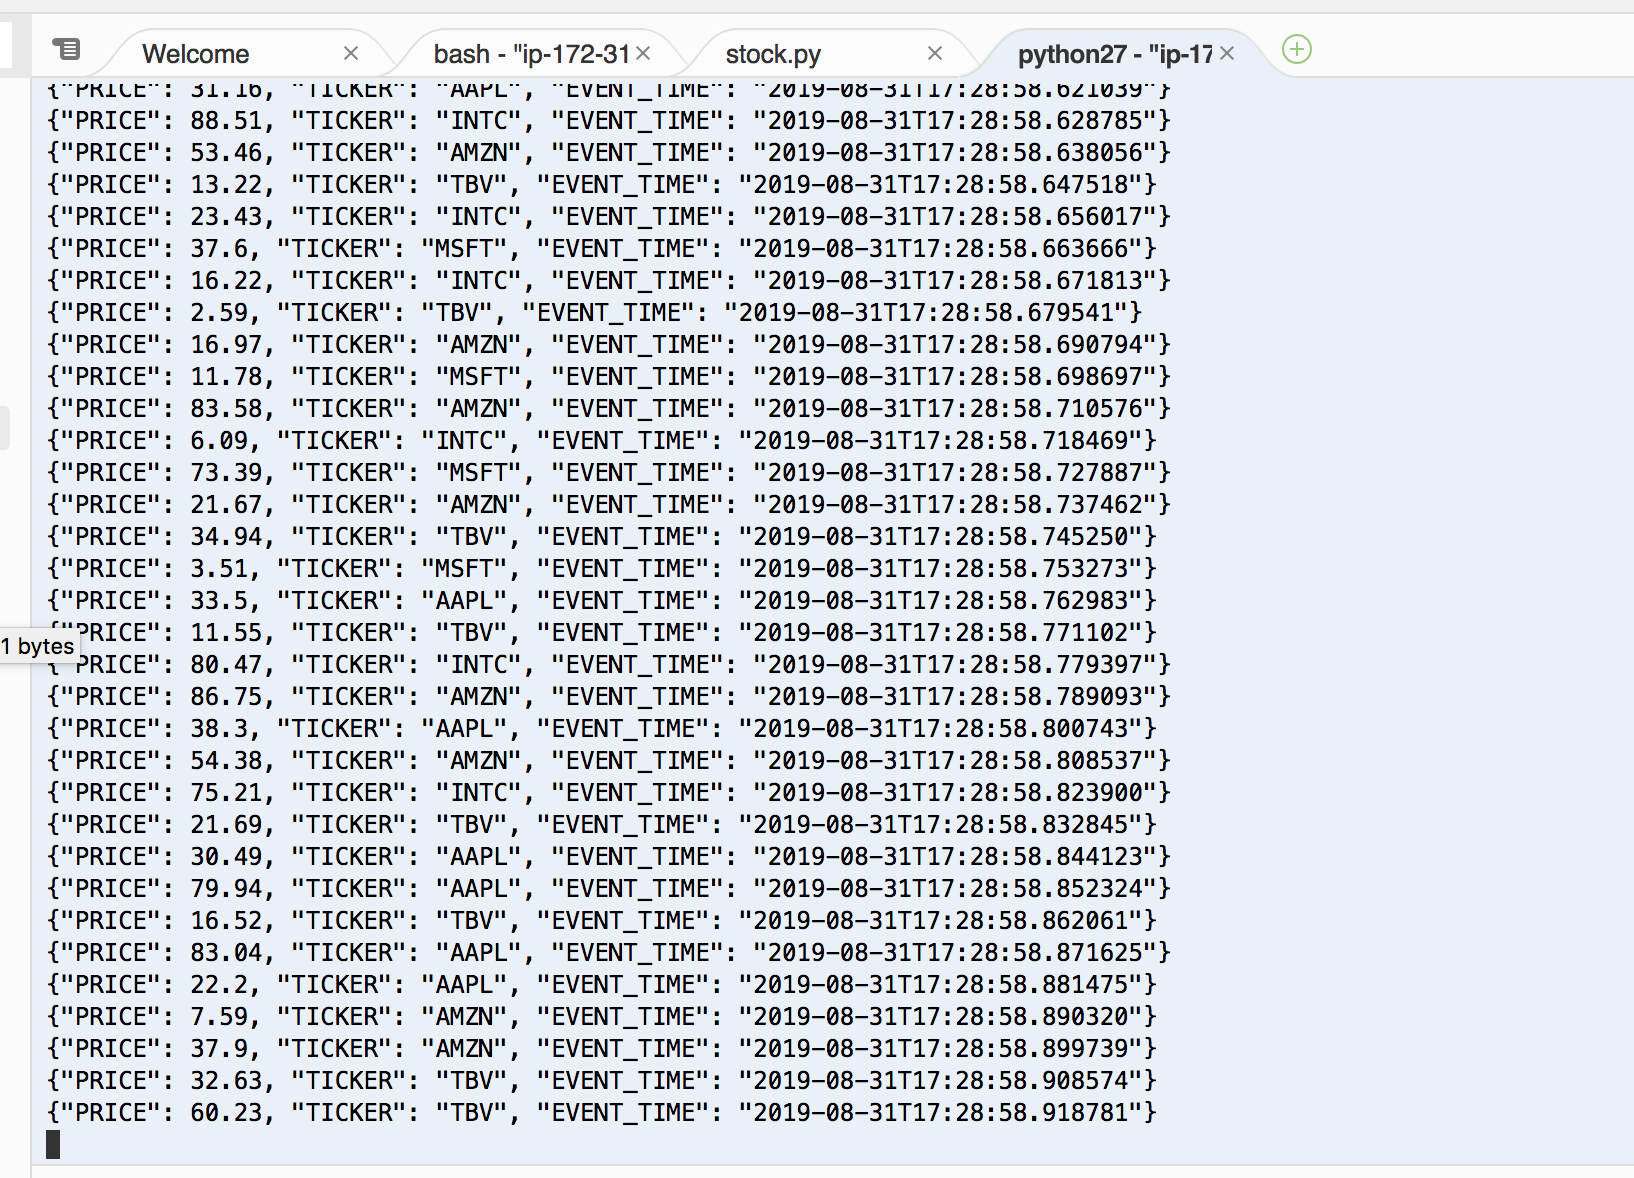 Welcome
bash - "ip-172-31
stock.py
python27 - "ip-17
{"PRICE": 31.16, "TICKER": "AAPL", "EVENT_TIME": "2019-08-31T17:28:58.621039"}
{"PRICE": 88.51, "TICKER": "INTC", "EVENT_TIME": "2019-08-31T17:28:58.628785"}
{"PRICE": 53.46, "TICKER": "AMZN", "EVENT_TIME": "2019-08-31T17:28:58.638056"}
{"PRICE": 13.22, "TICKER": "TBV", "EVENT_TIME": "2019-08-31T17:28:58.647518"}
{"PRICE": 23.43, "TICKER": "INTC", "EVENT_TIME": "2019-08-31T17:28:58.656017"}
{"PRICE": 37.6, "TICKER": "MSFT", "EVENT_TIME": "2019-08-31T17:28:58.663666"}
{"PRICE": 16.22, "TICKER": "INTC", "EVENT_TIME": "2019-08-31T17:28:58.671813"}
{"PRICE": 2.59, "TICKER": "TBV", "EVENT_TIME": "2019-08-31T17:28:58.679541"}
{"PRICE": 16.97, "TICKER": "AMZN", "EVENT_TIME": "2019-08-31T17:28:58.690794"}
{"PRICE": 11.78, "TICKER": "MSFT", "EVENT_TIME": "2019-08-31T17:28:58.698697"}
{"PRICE": 83.58, "TICKER": "AMZN", "EVENT_TIME": "2019-08-31T17:28:58.710576"}
{"PRICE": 6.09, "TICKER": "INTC", "EVENT_TIME": "2019-08-31T17:28:58.718469"}
{"PRICE": 73.39, "TICKER": "MSFT", "EVENT_TIME": "2019-08-31T17:28:58.727887"}
{"PRICE": 21.67, "TICKER": "AMZN", "EVENT_TIME": "2019-08-31T17:28:58.737462"}
{"PRICE": 34.94, "TICKER": "TBV", "EVENT_TIME": "2019-08-31T17:28:58.745250"}
{"PRICE": 3.51, "TICKER": "MSFT", "EVENT_TIME": "2019-08-31T17:28:58.753273"}
{"PRICE": 33.5, "TICKER": "AAPL", "EVENT_TIME": "2019-08-31T17:28:58.762983"}
{"PRICE": 11.55, "TICKER": "TBV", "EVENT_TIME": "2019-08-31T17:28:58.771102"}
1 bytes
{"PRICE": 80.47, "TICKER": "INTC", "EVENT_TIME": "2019-08-31T17:28:58.779397"}
{"PRICE": 86.75, "TICKER": "AMZN", "EVENT_TIME": "2019-08-31T17:28:58.789093"}
{"PRICE": 38.3, "TICKER": "AAPL", "EVENT_TIME": "2019-08-31T17:28:58.800743"}
{"PRICE": 54.38, "TICKER": "AMZN", "EVENT_TIME": "2019-08-31T17:28:58.808537"}
{"PRICE": 75.21, "TICKER": "INTC", "EVENT_TIME": "2019-08-31T17:28:58.823900"}
{"PRICE": 21.69, "TICKER": "TBV", "EVENT_TIME": "2019-08-31T17:28:58.832845"}
{"PRICE": 30.49, "TICKER": "AAPL", "EVENT_TIME": "2019-08-31T17:28:58.844123"}
{"PRICE": 79.94, "TICKER": "AAPL", "EVENT_TIME": "2019-08-31T17:28:58.852324"}
{"PRICE": 16.52, "TICKER": "TBV", "EVENT_TIME": "2019-08-31T17:28:58.862061"}
{"PRICE": 83.04, "TICKER": "AAPL", "EVENT_TIME": "2019-08-31T17:28:58.871625"}
{"PRICE": 22.2, "TICKER": "AAPL", "EVENT_TIME": "2019-08-31T17:28:58.881475"}
{"PRICE": 7.59, "TICKER": "AMZN", "EVENT_TIME": "2019-08-31T17:28:58.890320"}
{"PRICE": 37.9, "TICKER": "AMZN", "EVENT_TIME": "2019-08-31T17:28:58.899739"}
{"PRICE": 32.63, "TICKER": "TBV", "EVENT_TIME": "2019-08-31T17:28:58.908574"}
{"PRICE": 60.23, "TICKER": "TBV", "EVENT_TIME": "2019-08-31T17:28:58.918781"}